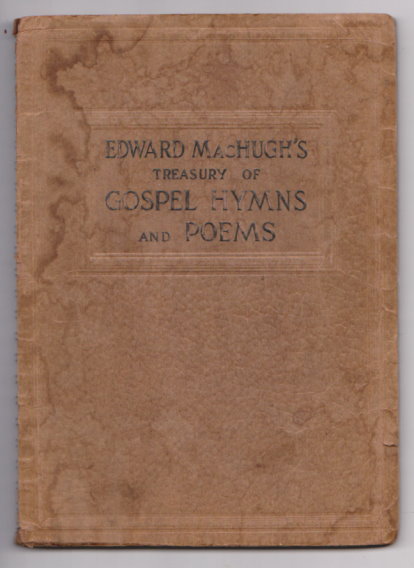 EDWARD MACHUGH'S
TREASURY OF
GOSPEL HYMNS
AND POEMS